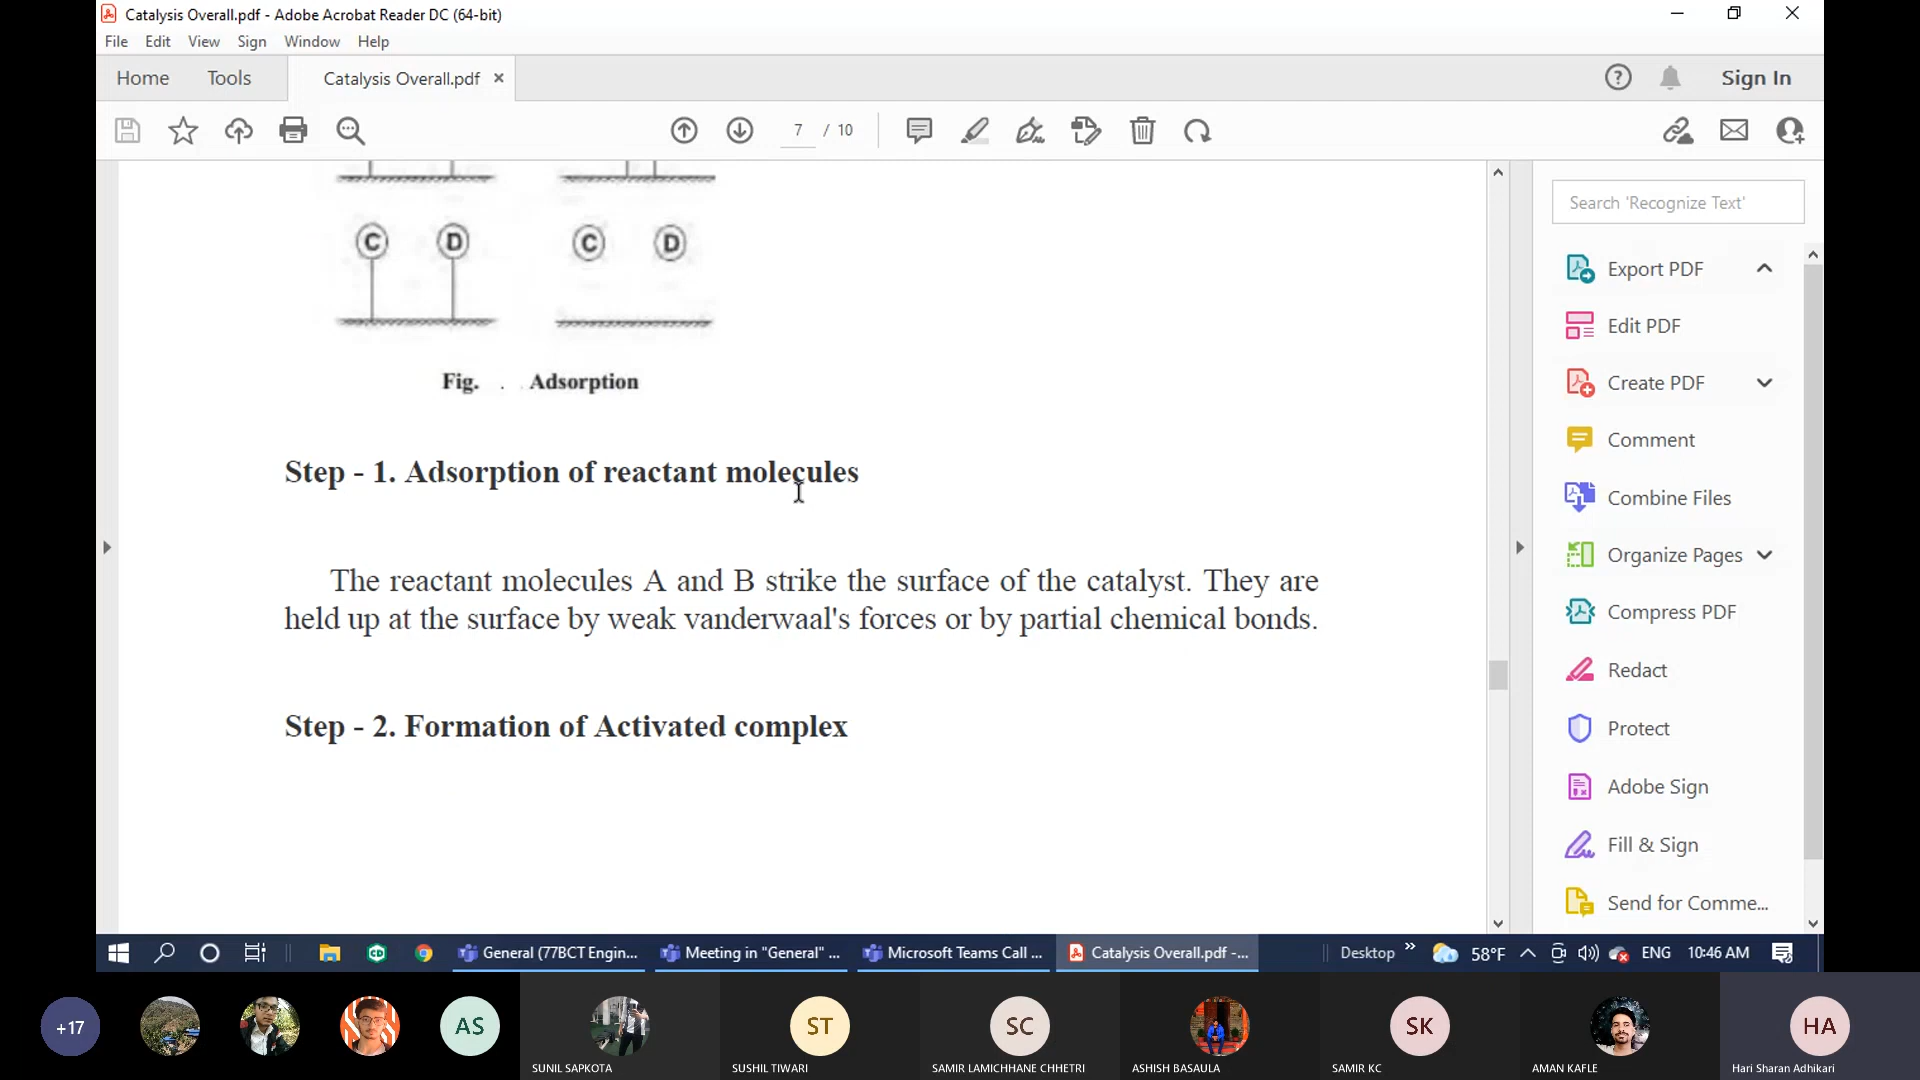 Catalysis Overall.pdf - Adobe Acrobat Reader DC (64-bit)
File Edit View Sign Window Help
Home Tools Catalysis Overall.pdf × Sign In
7 / 10
C D C D
Fig. . Adsorption
Step - 1. Adsorption of reactant molecules
The reactant molecules A and B strike the surface of the catalyst. They are
held up at the surface by weak vanderwaal's forces or by partial chemical bonds.
Step - 2. Formation of Activated complex
Search 'Recognize Text'
Export PDF
Edit PDF
Create PDF
Comment
Combine Files
Organize Pages
Compress PDF
Redact
Protect
Adobe Sign
Fill & Sign
Send for Comme...
General (77BCT Engin... Meeting in "General" ... Microsoft Teams Call ... Catalysis Overall.pdf -... Desktop 58°F ENG 10:46 AM
+17 AS ST SC SK HA
SUNIL SAPKOTA SUSHIL TIWARI SAMIR LAMICHHANE CHHETRI ASHISH BASAULA SAMIR KC AMAN KAFLE Hari Sharan Adhikari